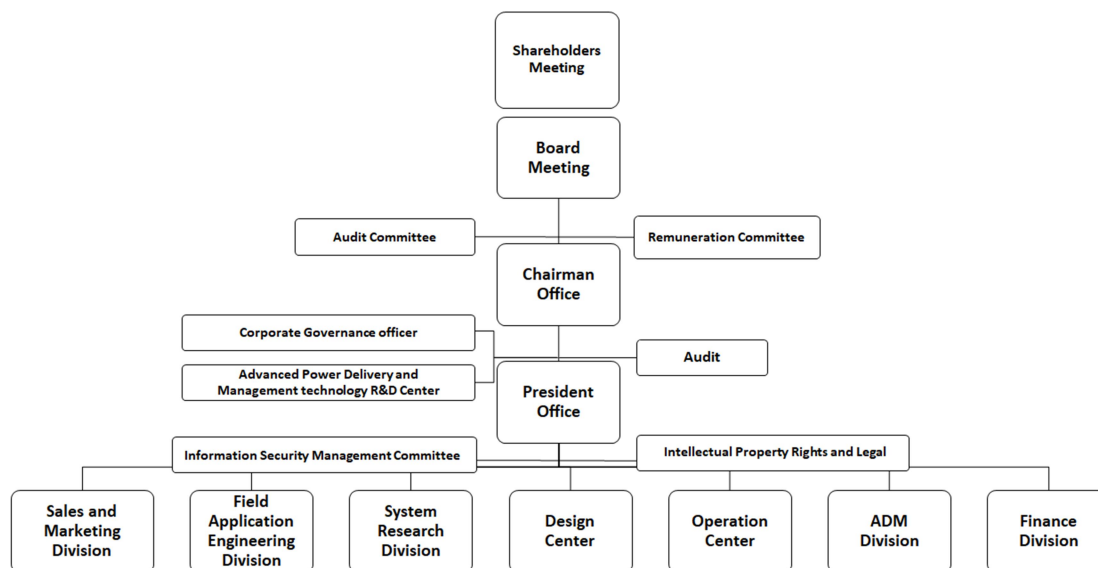 Shareholders
Meeting
Board
Meeting
Audit Committee
Remuneration Committee
Chairman
Office
Corporate Governance officer
Audit
Advanced Power Delivery and
Management technology R&D Center
President
Office
Information Security Management Committee
Intellectual Property Rights and Legal
Sales and
Marketing
Division
Field
Application
Engineering
Division
System
Research
Division
Design
Center
Operation
Center
ADM
Division
Finance
Division